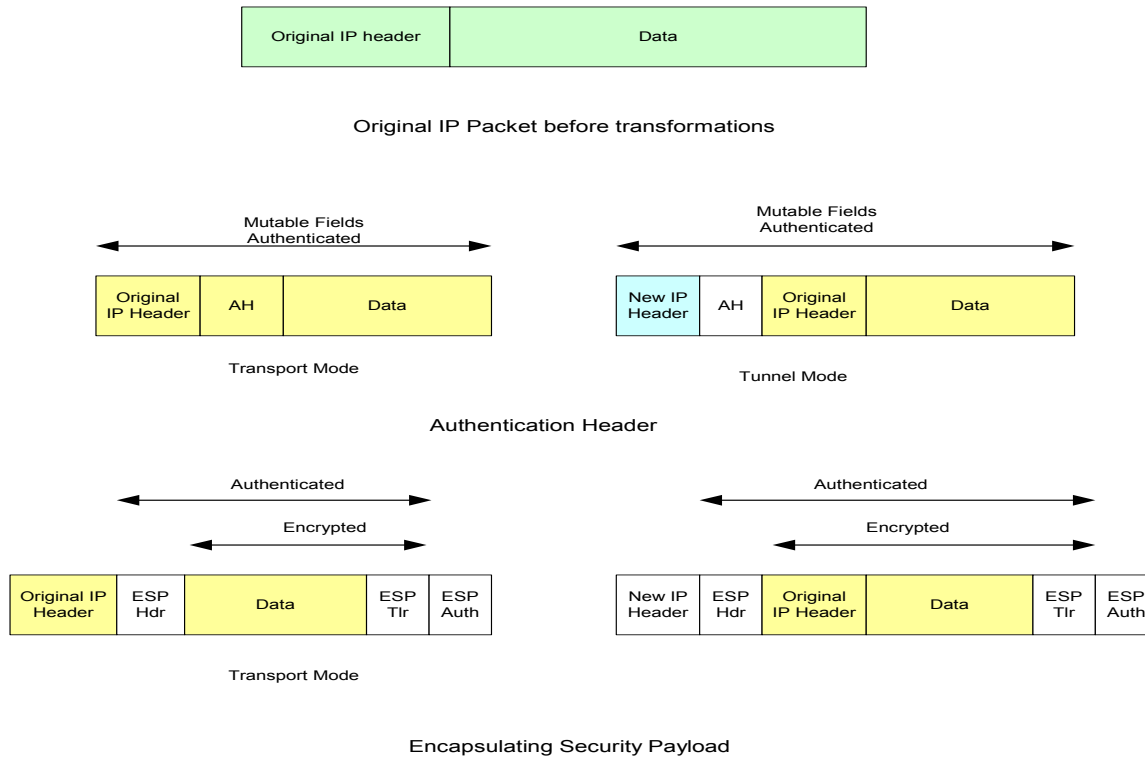 Original IP header Data
Original IP Packet before transformations
Mutable Fields
Authenticated
Mutable Fields
Authenticated
Original
IP Header
AH
Data
New IP
Header
AH
Original
IP Header
Data
Transport Mode
Tunnel Mode
Authentication Header
Authenticated
Authenticated
Encrypted
Encrypted
Original IP
Header
ESP
Hdr
Data
ESP
Tlr
ESP
Auth
New IP
Header
ESP
Hdr
Original
IP Header
Data
ESP
Tlr
ESP
Auth
Transport Mode
Encapsulating Security Payload